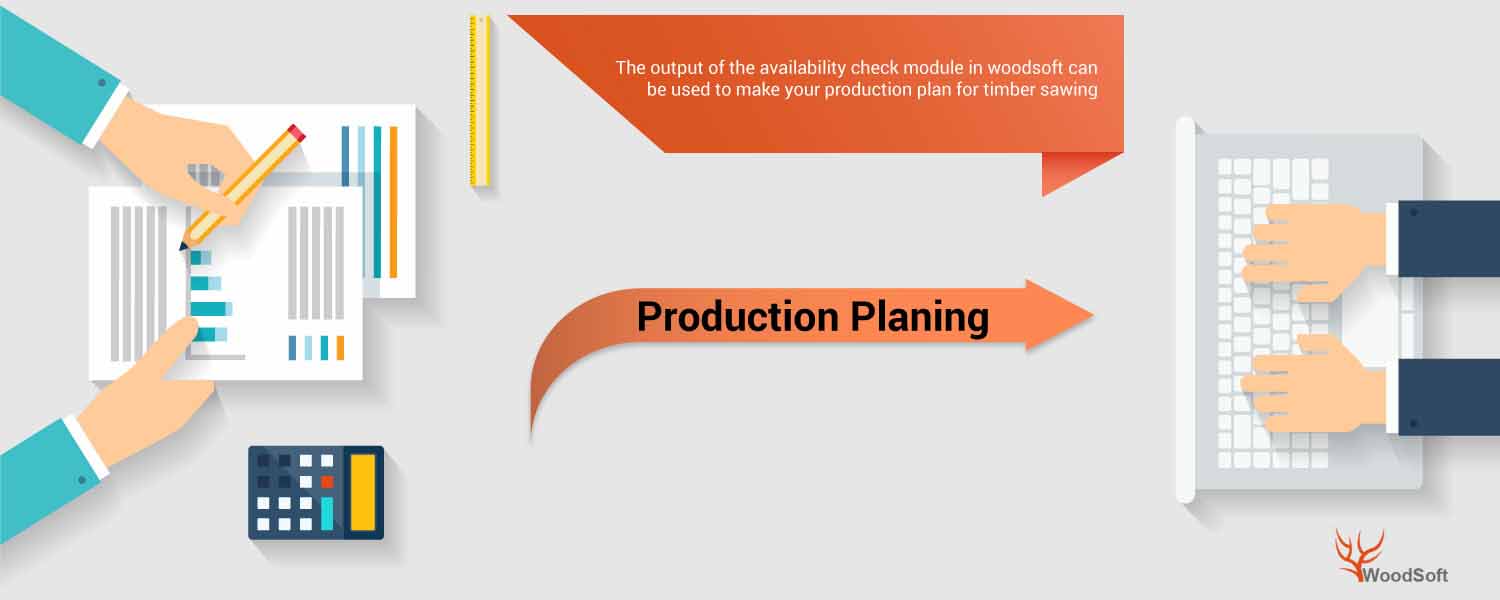 The output of the availability check module in woodsoft can
be used to make your production plan for timber sawing
Production Planing
WoodSoft